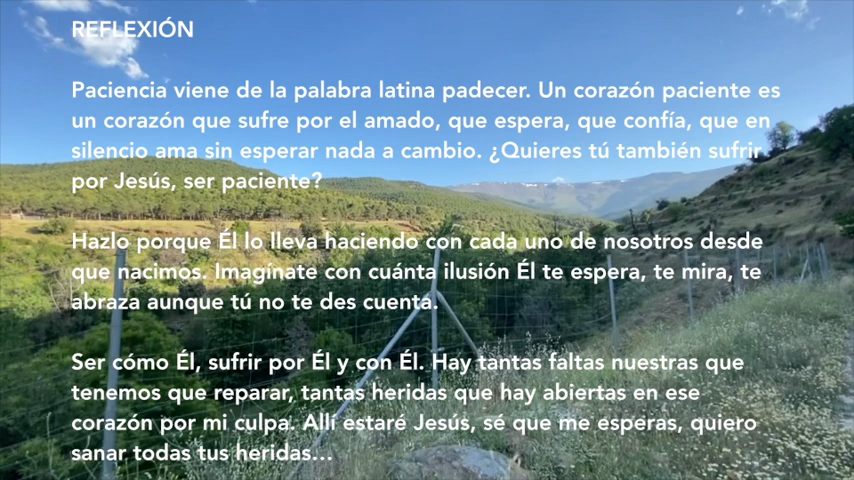 REFLEXIÓN
Paciencia viene de la palabra latina padecer. Un corazón paciente es
un corazón que sufre por el amado, que espera, que confía, que en
silencio ama sin esperar nada a cambio. ¿Quieres tú también sufrir
por Jesús, ser paciente?
Hazlo porque Él lo lleva haciendo con cada uno de nosotros desde
que nacimos. Imagínate con cuánta ilusión Él te espera, te mira, te
abraza aunque tú no te des cuenta.
Ser cómo Él, sufrir por Él y con Él. Hay tantas faltas nuestras que
tenemos que reparar, tantas heridas que hay abiertas en ese
corazón por mi culpa. Allí estaré Jesús, sé que me esperas, quiero
sanar todas tus heridas...